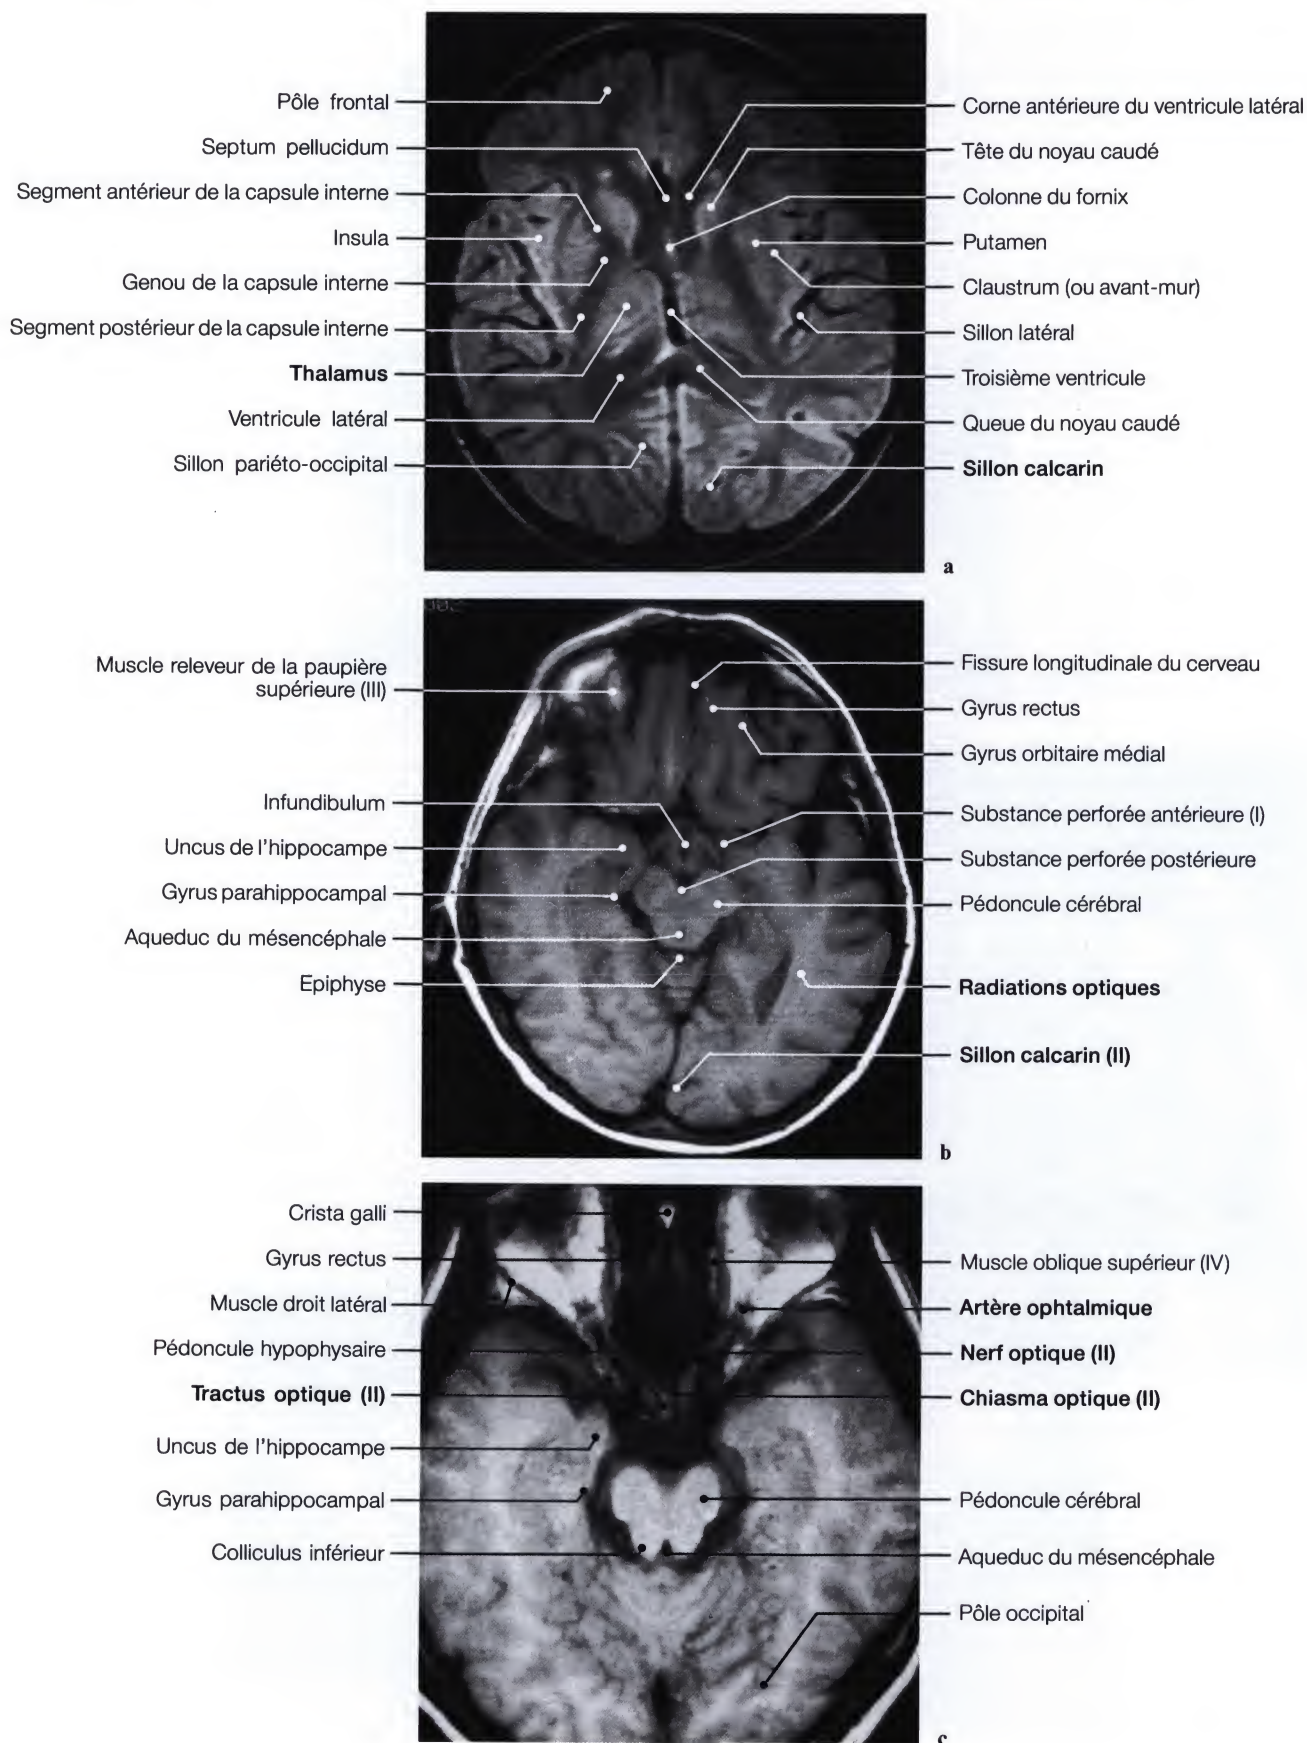 Pôle frontal
Septum pellucidum
Segment antérieur de la capsule interne
Insula
Genou de la capsule interne
Segment postérieur de la capsule interne
Thalamus
Ventricule latéral
Sillon pariéto-occipital
Corne antérieure du ventricule latéral
Tête du noyau caudé
Colonne du fornix
Putamen
Claustrum (ou avant-mur)
Sillon latéral
Troisième ventricule
Queue du noyau caudé
Sillon calcarin
a
Muscle releveur de la paupière
supérieure (III)
Infundibulum
Uncus de l'hippocampe
Gyrus parahippocampal
Aqueduc du mésencéphale
Epiphyse
Fissure longitudinale du cerveau
Gyrus rectus
Gyrus orbitaire médial
Substance perforée antérieure (I)
Substance perforée postérieure
Pédoncule cérébral
Radiations optiques
Sillon calcarin (II)
b
Crista galli
Gyrus rectus
Muscle droit latéral
Pédoncule hypophysaire
Tractus optique (II)
Uncus de l'hippocampe
Gyrus parahippocampal
Colliculus inférieur
Muscle oblique supérieur (IV)
Artère ophtalmique
Nerf optique (II)
Chiasma optique (II)
Pédoncule cérébral
Aqueduc du mésencéphale
Pôle occipital
c